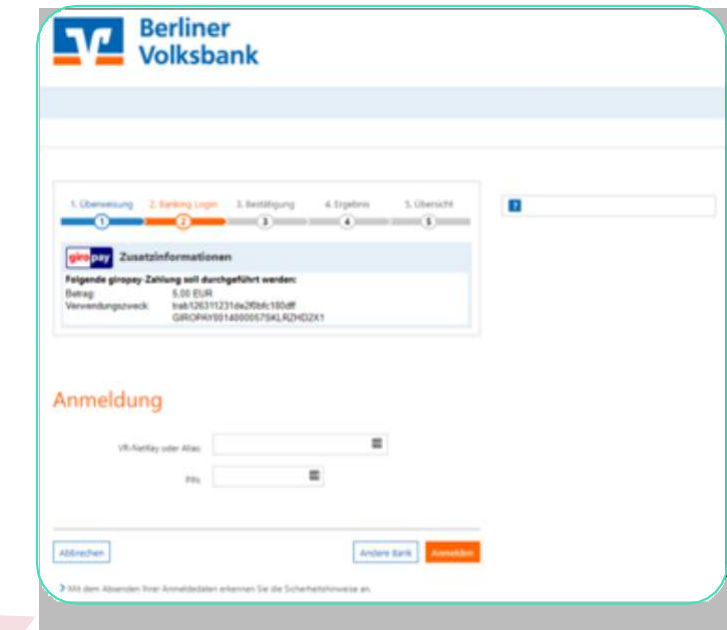 Berliner
Volksbank
1. Überweisung 2. Banking Login 3. Bestätigung 4. Ergebnis 5. Übersicht
1 2 3 4 5
?
giropay Zusatzinformationen
Folgende giropay-Zahlung soll durchgeführt werden:
Betrag: 5,00 EUR
Verwendungszweck:
Anmeldung
VR-NetKey oder Alias:
PIN:
Abbrechen Andere Bank Anmelden
Mit dem Absenden Ihrer Anmeldedaten erkennen Sie die Sicherheitshinweise an.